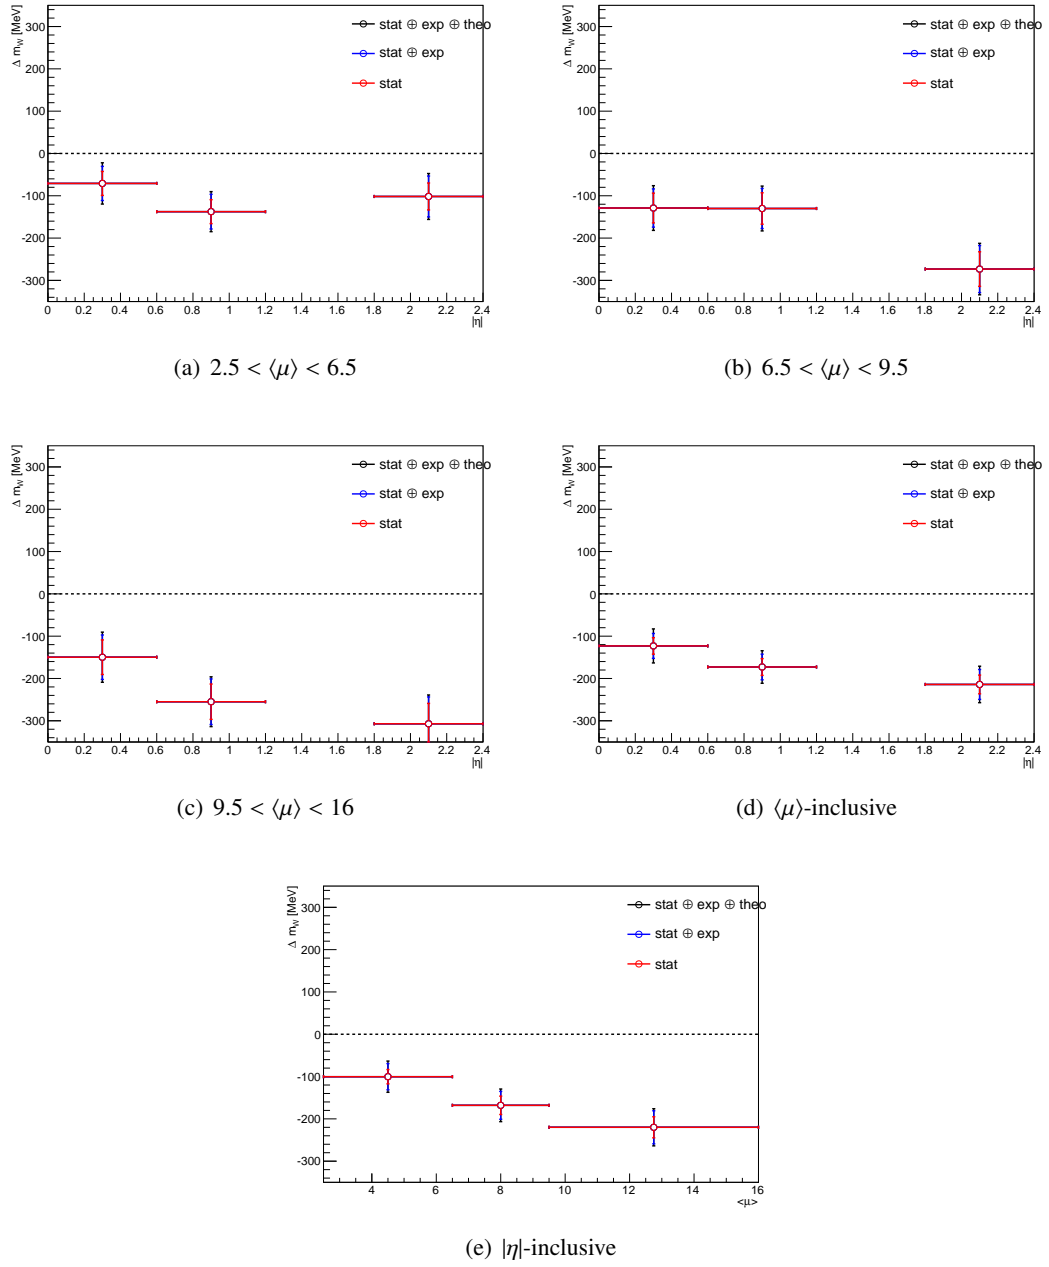 Δ m_W [MeV]
300
200
100
0
-100
-200
-300
stat ⊕ exp ⊕ theo
stat ⊕ exp
stat
0 0.2 0.4 0.6 0.8 1 1.2 1.4 1.6 1.8 2 2.2 2.4
|η|
(a) 2.5 < ⟨μ⟩ < 6.5
Δ m_W [MeV]
300
200
100
0
-100
-200
-300
stat ⊕ exp ⊕ theo
stat ⊕ exp
stat
0 0.2 0.4 0.6 0.8 1 1.2 1.4 1.6 1.8 2 2.2 2.4
|η|
(b) 6.5 < ⟨μ⟩ < 9.5
Δ m_W [MeV]
300
200
100
0
-100
-200
-300
stat ⊕ exp ⊕ theo
stat ⊕ exp
stat
0 0.2 0.4 0.6 0.8 1 1.2 1.4 1.6 1.8 2 2.2 2.4
|η|
(c) 9.5 < ⟨μ⟩ < 16
Δ m_W [MeV]
300
200
100
0
-100
-200
-300
stat ⊕ exp ⊕ theo
stat ⊕ exp
stat
0 0.2 0.4 0.6 0.8 1 1.2 1.4 1.6 1.8 2 2.2 2.4
|η|
(d) ⟨μ⟩-inclusive
Δ m_W [MeV]
300
200
100
0
-100
-200
-300
stat ⊕ exp ⊕ theo
stat ⊕ exp
stat
4 6 8 10 12 14 16
<μ>
(e) |η|-inclusive